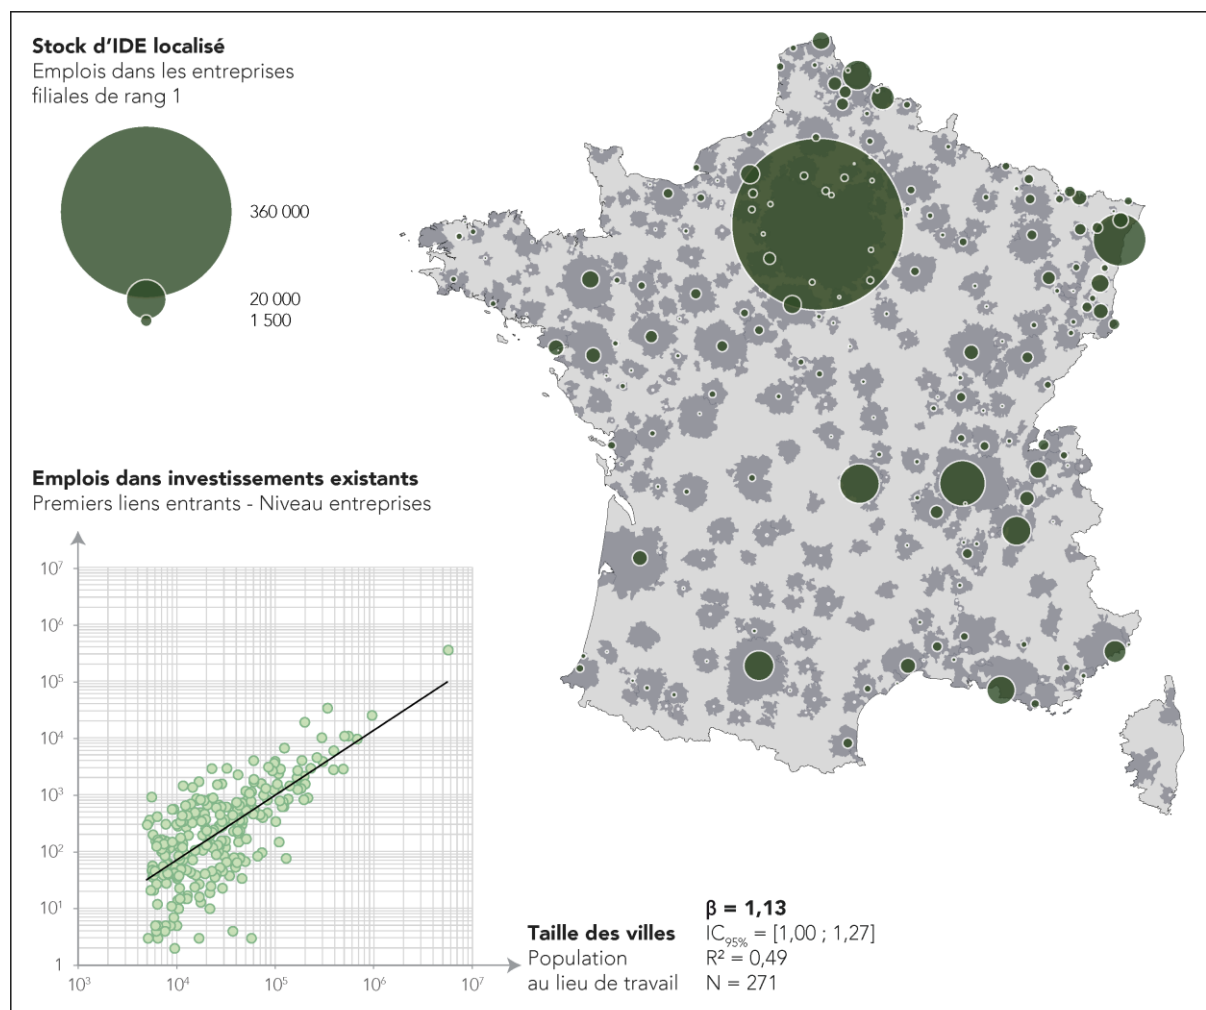 Stock d'IDE localisé
Emplois dans les entreprises
filiales de rang 1
360 000
20 000
1 500
Emplois dans investissements existants
Premiers liens entrants - Niveau entreprises
10⁷
10⁶
10⁵
10⁴
10³
10²
10¹
1
10³
10⁴
10⁵
10⁶
10⁷
Taille des villes
Population
au lieu de travail
β = 1,13
IC95% = [1,00 ; 1,27]
R² = 0,49
N = 271